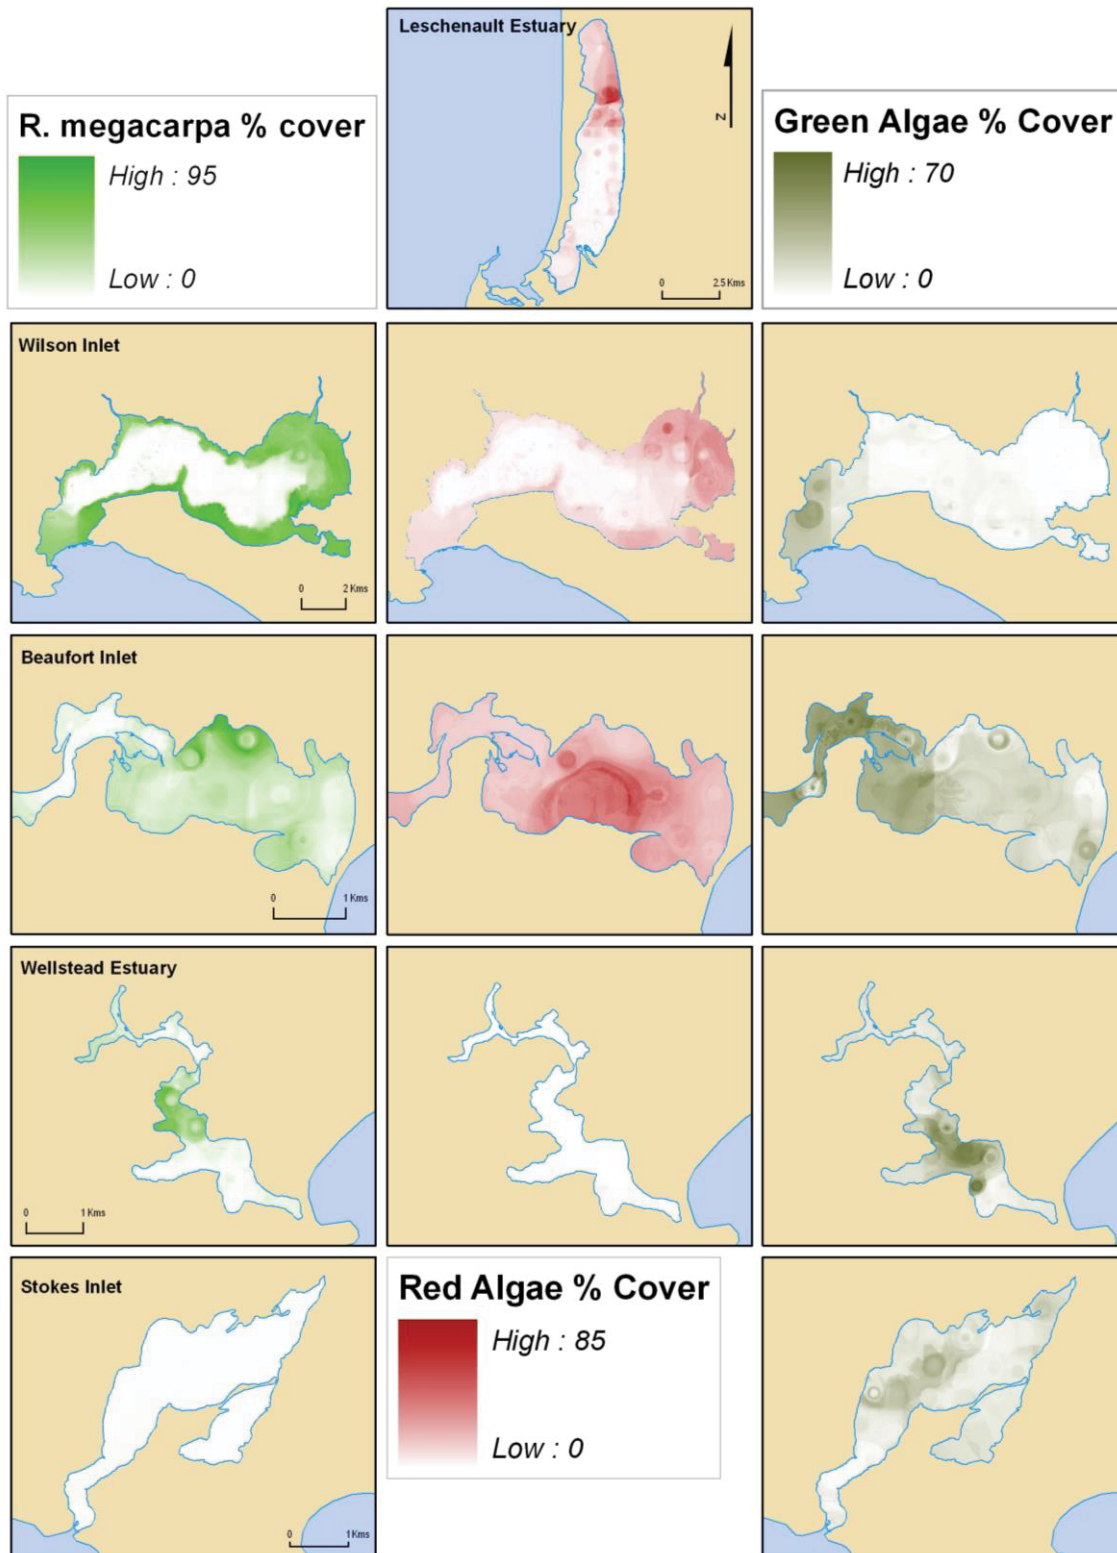 Leschenault Estuary
N
0 2.5 Kms
R. megacarpa % cover
High : 95
Low : 0
Green Algae % Cover
High : 70
Low : 0
Wilson Inlet
0 2 Kms
Beaufort Inlet
0 1 Kms
Wellstead Estuary
0 1 Kms
Stokes Inlet
0 1 Kms
Red Algae % Cover
High : 85
Low : 0